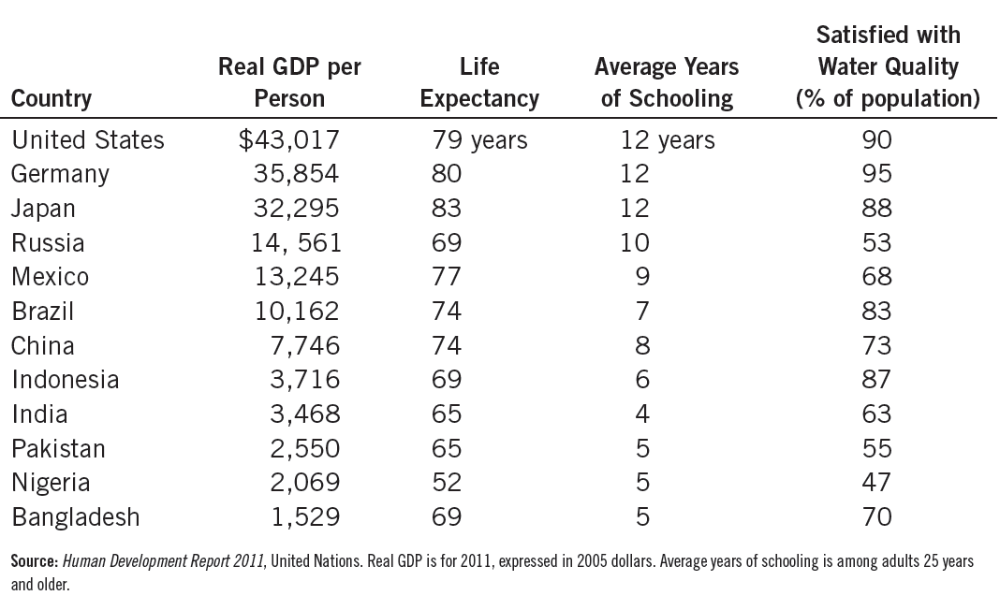 Satisfied with
Real GDP per Life Average Years Water Quality
Country Person Expectancy of Schooling (% of population)
United States $43,017 79 years 12 years 90
Germany 35,854 80 12 95
Japan 32,295 83 12 88
Russia 14, 561 69 10 53
Mexico 13,245 77 9 68
Brazil 10,162 74 7 83
China 7,746 74 8 73
Indonesia 3,716 69 6 87
India 3,468 65 4 63
Pakistan 2,550 65 5 55
Nigeria 2,069 52 5 47
Bangladesh 1,529 69 5 70
Source: Human Development Report 2011, United Nations. Real GDP is for 2011, expressed in 2005 dollars. Average years of schooling is among adults 25 years
and older.